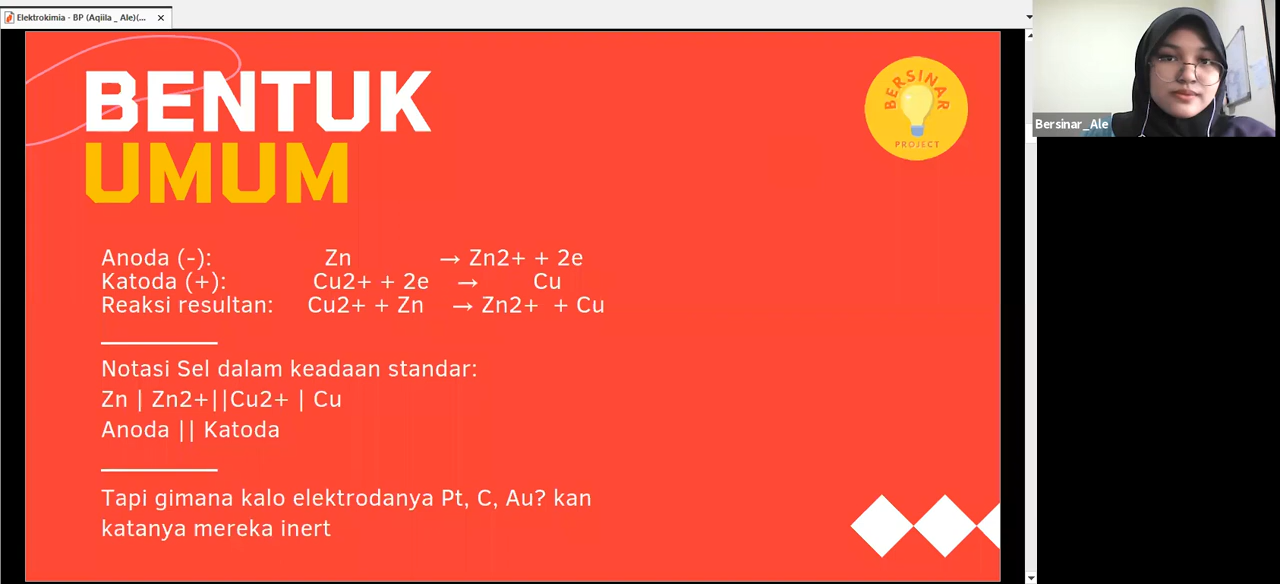 Elektrokimia - BP (Aqiila _ Ale)(...
BENTUK
UMUM
BERSINAR
PROJECT
Bersinar_Ale
Anoda (-): Zn → Zn2+ + 2e
Katoda (+): Cu2+ + 2e → Cu
Reaksi resultan: Cu2+ + Zn → Zn2+ + Cu
Notasi Sel dalam keadaan standar:
Zn | Zn2+||Cu2+ | Cu
Anoda || Katoda
Tapi gimana kalo elektrodanya Pt, C, Au? kan
katanya mereka inert